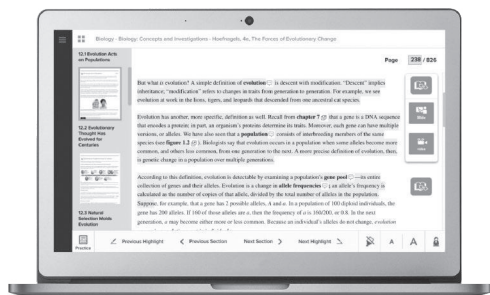 Biology - Biology: Concepts and Investigations - Hoefnagels, 4e, The Forces of Evolutionary Change
12.1 Evolution Acts
on Populations
12.2 Evolutionary
Thought Has
Evolved for
Centuries
12.3 Natural
Selection Molds
Evolution
Page 238 / 826
But what is evolution? A simple definition of evolution is descent with modification. "Descent" implies
inheritance; "modification" refers to changes in traits from generation to generation. For example, we see
evolution at work in the lions, tigers, and leopards that descended from one ancestral cat species.
Evolution has another, more specific, definition as well. Recall from chapter 7 that a gene is a DNA sequence
that encodes a protein; in part, an organism's proteins determine its traits. Moreover, each gene can have multiple
versions, or alleles. We have also seen that a population consists of interbreeding members of the same
species (see figure 1.2). Biologists say that evolution occurs in a population when some alleles become more
common, and others less common, from one generation to the next. A more precise definition of evolution, then,
is genetic change in a population over multiple generations.
According to this definition, evolution is detectable by examining a population's gene pool —its entire
collection of genes and their alleles. Evolution is a change in allele frequencies ; an allele's frequency is
calculated as the number of copies of that allele, divided by the total number of alleles in the population.
Suppose, for example, that a gene has 2 possible alleles, A and a. In a population of 100 diploid individuals, the
gene has 200 alleles. If 160 of those alleles are a, then the frequency of a is 160/200, or 0.8. In the next
generation, a may become either more or less common. Because an individual's alleles do not change, evolution
Slide
Practice
Previous Highlight
Previous Section
Next Section
Next Highlight
A
A